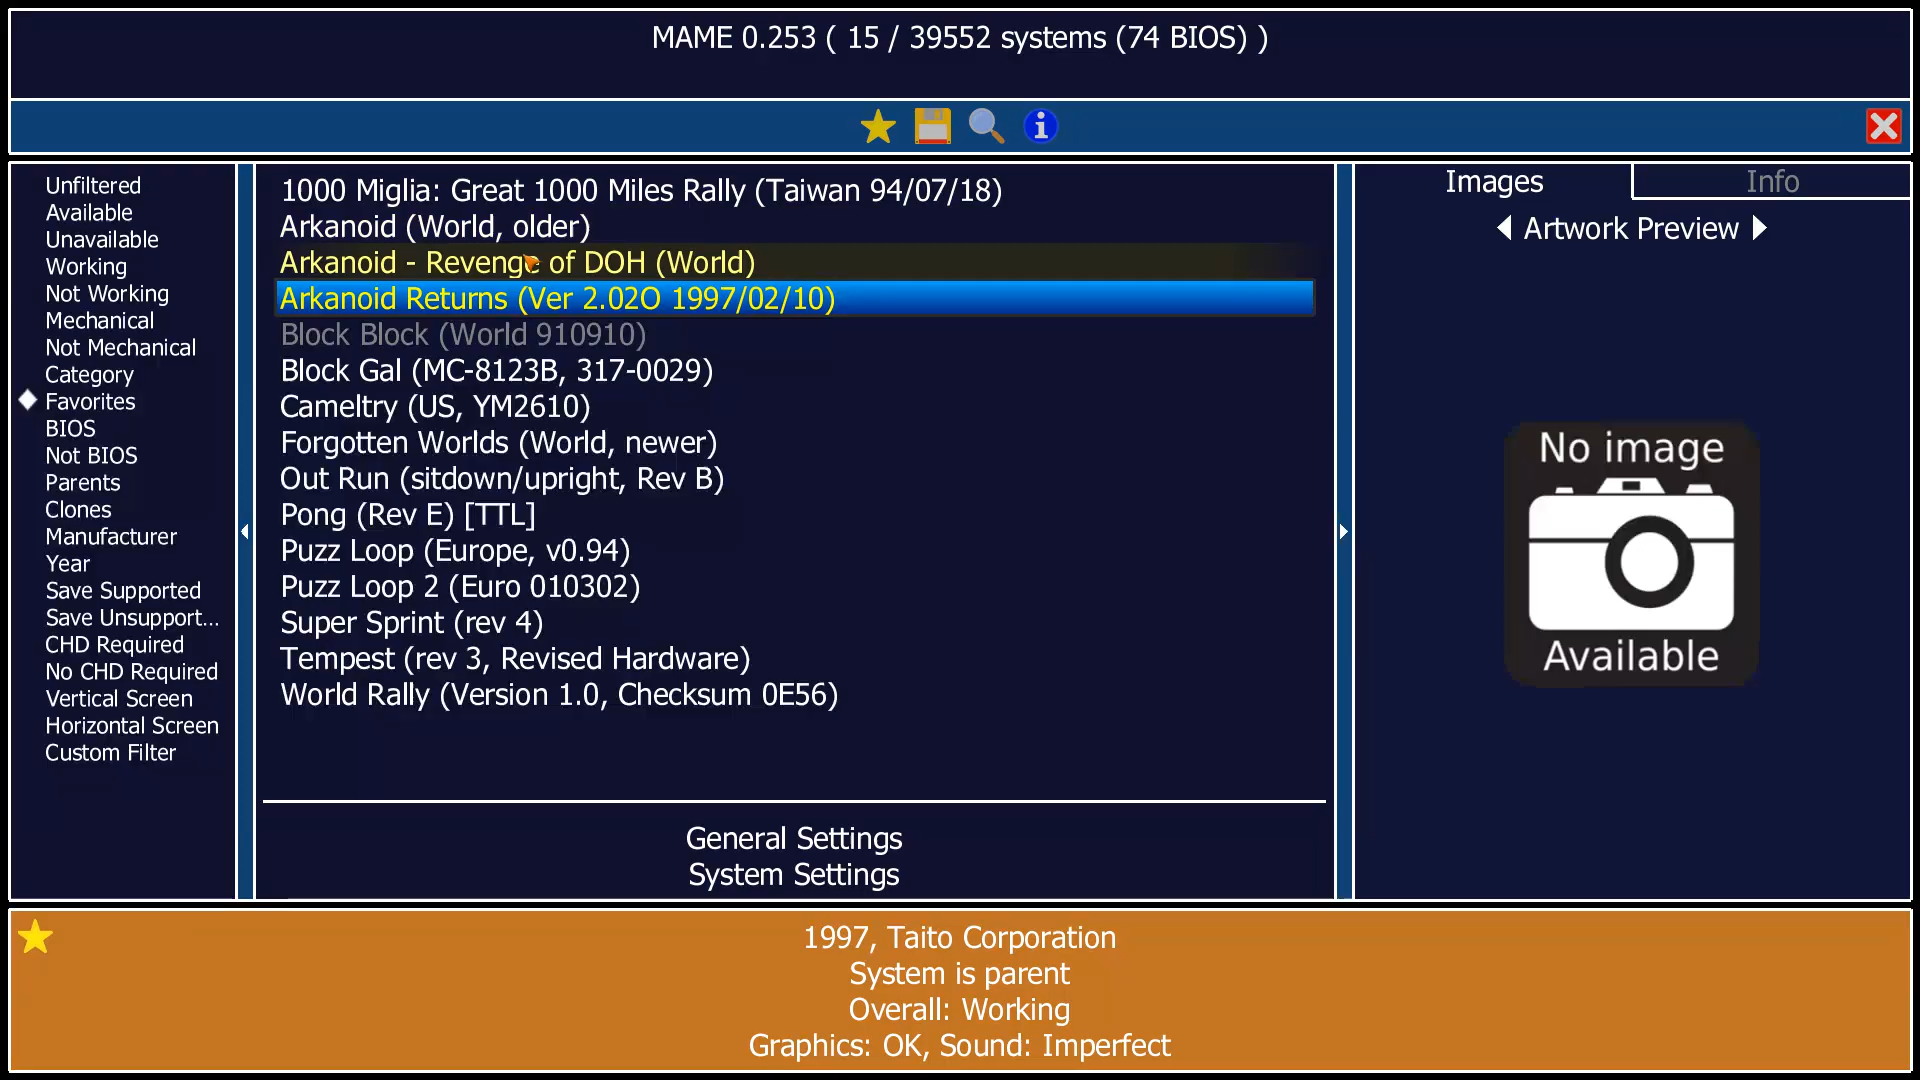 MAME 0.253 ( 15 / 39552 systems (74 BIOS) )
Unfiltered
Available
Unavailable
Working
Not Working
Mechanical
Not Mechanical
Category
Favorites
BIOS
Not BIOS
Parents
Clones
Manufacturer
Year
Save Supported
Save Unsupport...
CHD Required
No CHD Required
Vertical Screen
Horizontal Screen
Custom Filter
1000 Miglia: Great 1000 Miles Rally (Taiwan 94/07/18)
Arkanoid (World, older)
Arkanoid - Revenge of DOH (World)
Arkanoid Returns (Ver 2.02O 1997/02/10)
Block Block (World 910910)
Block Gal (MC-8123B, 317-0029)
Cameltry (US, YM2610)
Forgotten Worlds (World, newer)
Out Run (sitdown/upright, Rev B)
Pong (Rev E) [TTL]
Puzz Loop (Europe, v0.94)
Puzz Loop 2 (Euro 010302)
Super Sprint (rev 4)
Tempest (rev 3, Revised Hardware)
World Rally (Version 1.0, Checksum 0E56)
General Settings
System Settings
Images
Info
Artwork Preview
No image
Available
1997, Taito Corporation
System is parent
Overall: Working
Graphics: OK, Sound: Imperfect